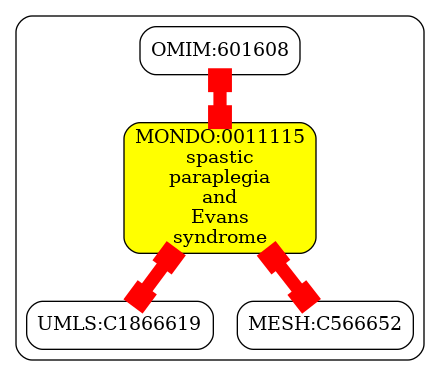 OMIM:601608
MONDO:0011115
spastic
paraplegia
and
Evans
syndrome
UMLS:C1866619
MESH:C566652